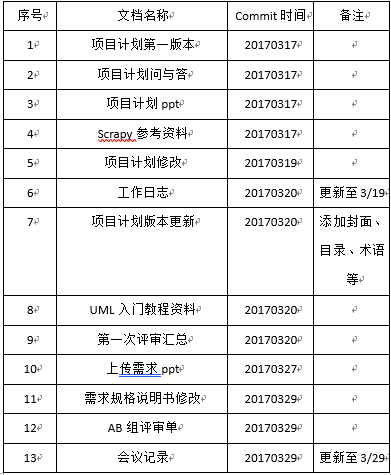 序号 文档名称 Commit 时间 备注
1 项目计划第一版本 20170317
2 项目计划问与答 20170317
3 项目计划 ppt 20170317
4 Scrapy 参考资料 20170317
5 项目计划修改 20170319
6 工作日志 20170320 更新至 3/19
7 项目计划版本更新 20170320 添加封面、
目录、术语
等
8 UML 入门教程资料 20170320
9 第一次评审汇总 20170320
10 上传需求 ppt 20170327
11 需求规格说明书修改 20170329
12 AB 组评审单 20170329
13 会议记录 20170329 更新至 3/29